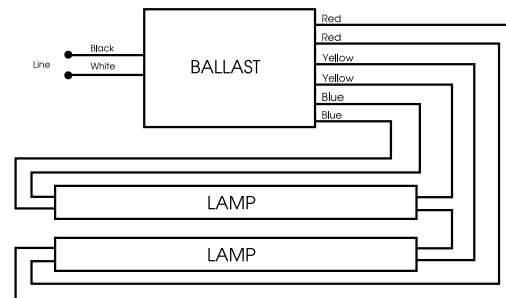 Red
Red
Black
Line
White
BALLAST
Yellow
Yellow
Blue
Blue
LAMP
LAMP